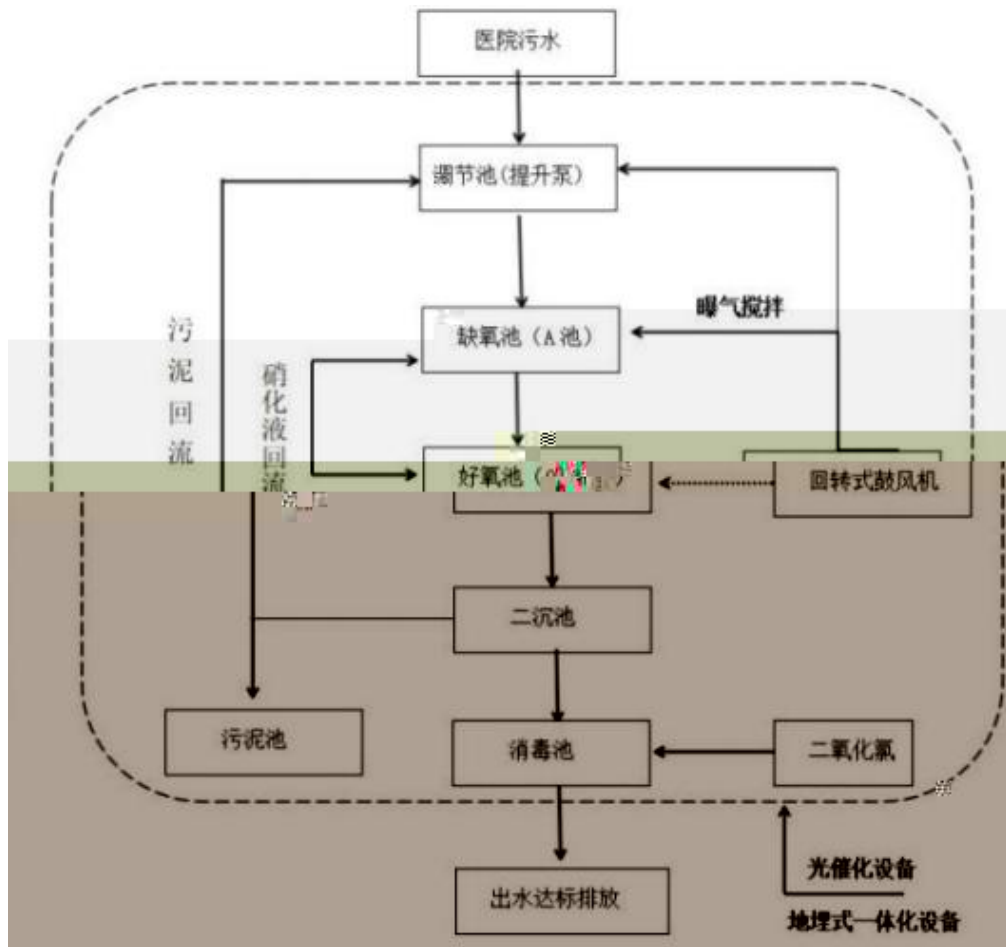 医院污水
调节池(提升泵)
曝气搅拌
缺氧池（A池）
污泥回流
硝化液回流
好氧池（
回转式鼓风机
二沉池
污泥池
消毒池
二氧化氯
光催化设备
出水达标排放
地埋式一体化设备